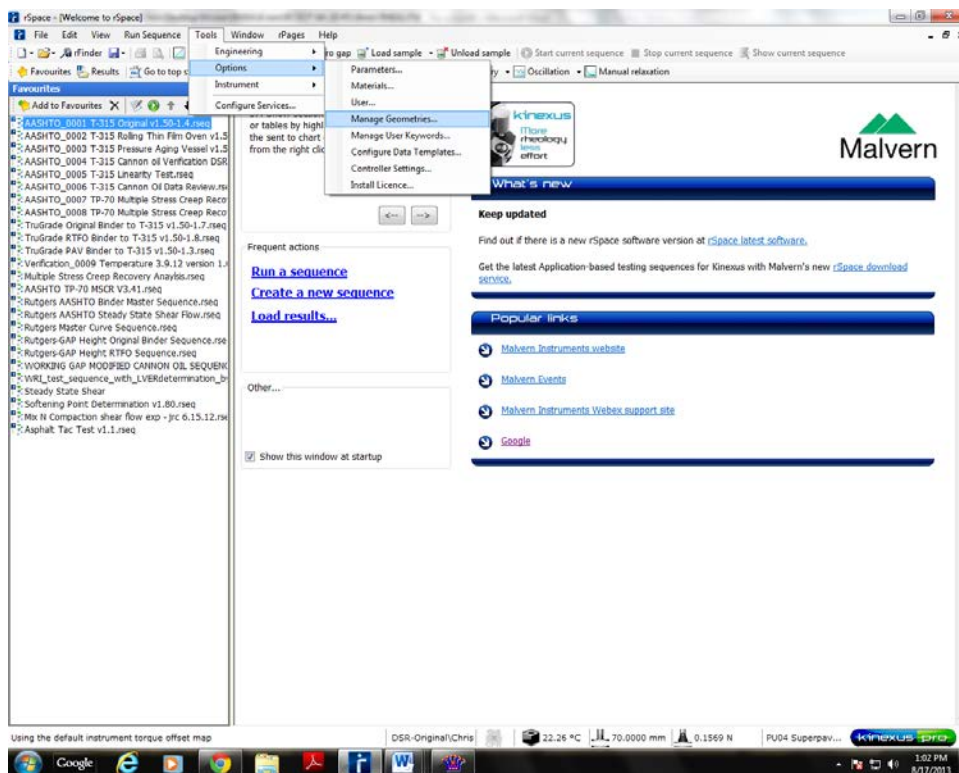 rSpace - [Welcome to rSpace]
File Edit View Run Sequence Tools Window rPages Help
rFinder
ro gap Load sample Unload sample Start current sequence Stop current sequence Show current sequence
Favourites Results Go to top s
Oscillation Manual relaxation
Engineering
Options
Instrument
Configure Services...
Parameters...
Materials...
User...
Manage Geometries...
Manage User Keywords...
Configure Data Templates...
Controller Settings...
Install Licence...
Favourites
Add to Favourites
AASHTO_0001 T-315 Original v1.50-1.4.rseq
AASHTO_0002 T-315 Rolling Thin Film Oven v1.5
AASHTO_0003 T-315 Pressure Aging Vessel v1.5
AASHTO_0004 T-315 Cannon oil Verification DSR
AASHTO_0005 T-315 Linearity Test.rseq
AASHTO_0006 T-315 Cannon Oil Data Review.rs
AASHTO_0007 TP-70 Multiple Stress Creep Reco
AASHTO_0008 TP-70 Multiple Stress Creep Reco
TruGrade Original Binder to T-315 v1.50-1.7.rseq
TruGrade RTFO Binder to T-315 v1.50-1.8.rseq
TruGrade PAV Binder to T-315 v1.50-1.3.rseq
Verification_0009 Temperature 3.9.12 version 1.
Multiple Stress Creep Recovery Anaylsis.rseq
AASHTO TP-70 MSCR V3.41.rseq
Rutgers AASHTO Binder Master Sequence.rseq
Rutgers AASHTO Steady State Shear Flow.rseq
Rutgers Master Curve Sequence.rseq
Rutgers-GAP Height Original Binder Sequence.rse
Rutgers-GAP Height RTFO Sequence.rseq
WORKING GAP MODIFIED CANNON OIL SEQUENC
WRI_test_sequence_with_LVERdetermination_b
Steady State Shear
Softening Point Determination v1.80.rseq
Mix N Compaction shear flow exp - jrc 6.15.12.rse
Asphalt Tac Test v1.1.rseq
or tables by highl
the sent to chart
from the right clic
<-- -->
Frequent actions
Run a sequence
Create a new sequence
Load results...
Other...
Show this window at startup
kinexus
More
rheology
less
effort
Malvern
What's new
Keep updated
Find out if there is a new rSpace software version at rSpace latest software.
Get the latest Application-based testing sequences for Kinexus with Malvern's new rSpace download
service.
Popular links
Malvern Instruments website
Malvern Events
Malvern Instruments Webex support site
Google
Using the default instrument torque offset map
DSR-Original\Chris 22.26 °C 70.0000 mm 0.1569 N PU04 Superpav... kinexus pro
Google
1:02 PM
8/17/2013